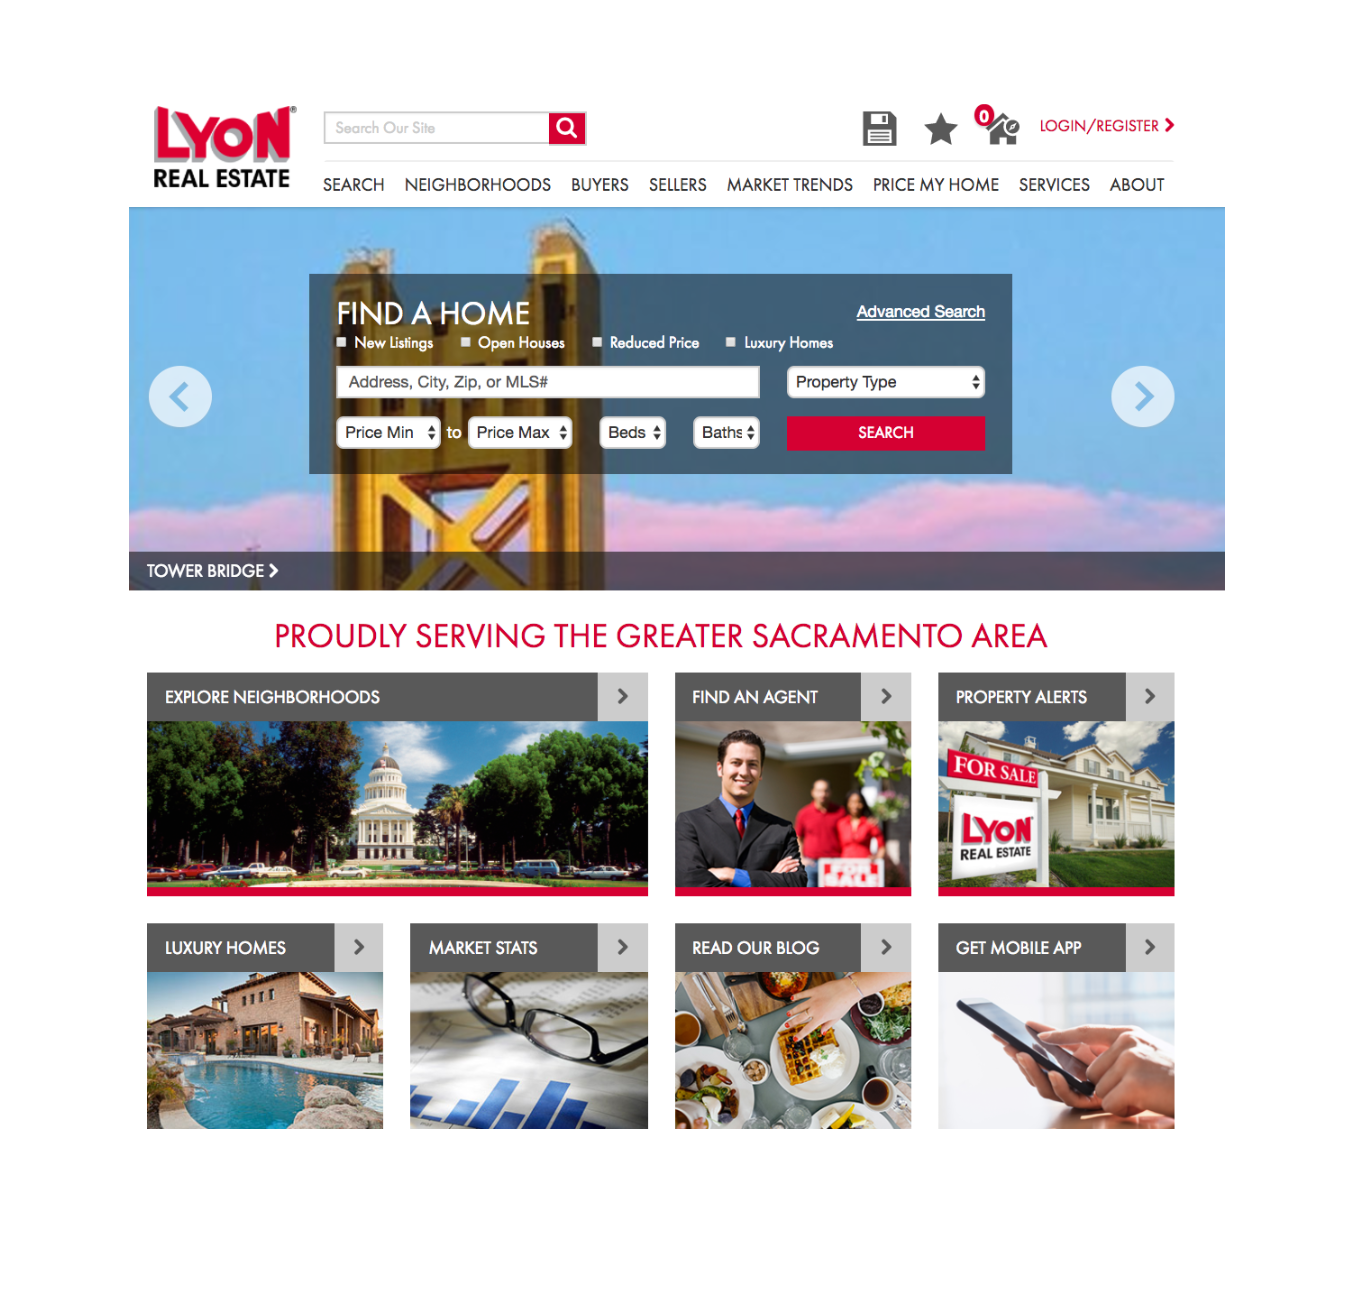 LYON®
REAL ESTATE
Search Our Site
0
LOGIN/REGISTER
SEARCH NEIGHBORHOODS BUYERS SELLERS MARKET TRENDS PRICE MY HOME SERVICES ABOUT
FIND A HOME
Advanced Search
New Listings Open Houses Reduced Price Luxury Homes
Address, City, Zip, or MLS# Property Type
Price Min to Price Max Beds Baths SEARCH
TOWER BRIDGE
PROUDLY SERVING THE GREATER SACRAMENTO AREA
EXPLORE NEIGHBORHOODS
FIND AN AGENT
PROPERTY ALERTS
FOR SALE
LYON
REAL ESTATE
FOR
SALE
LUXURY HOMES
MARKET STATS
READ OUR BLOG
GET MOBILE APP